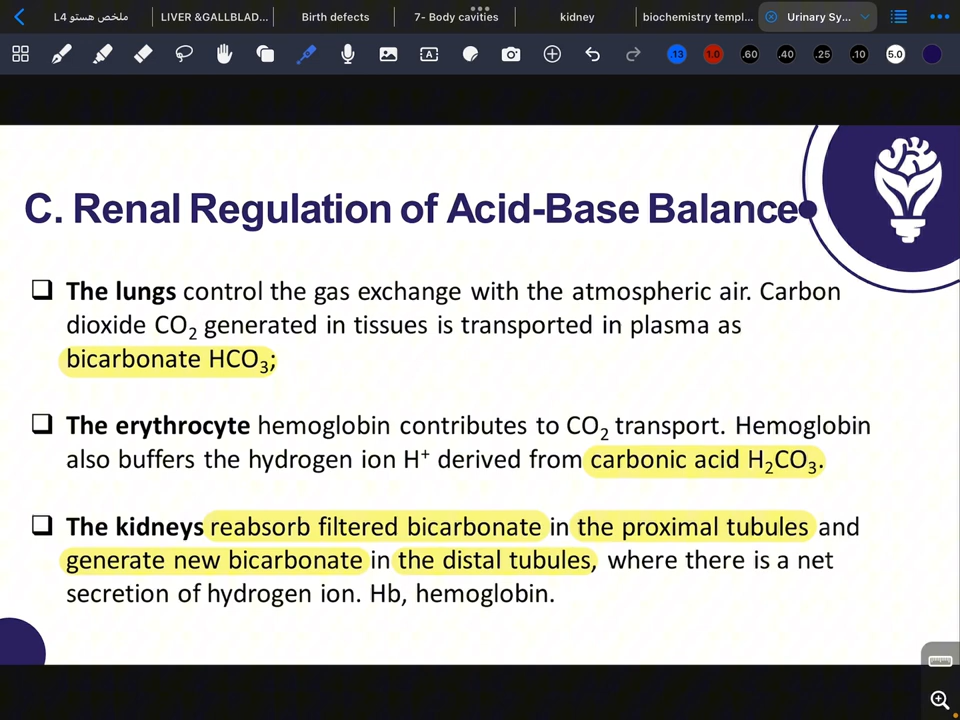 ملخص هستو L4
LIVER &GALLBLAD...
Birth defects
7- Body cavities
kidney
biochemistry templ...
Urinary Sy...
13
1.0
.60
.40
.25
.10
5.0
C. Renal Regulation of Acid-Base Balance
The lungs control the gas exchange with the atmospheric air. Carbon
dioxide CO₂ generated in tissues is transported in plasma as
bicarbonate HCO₃;
The erythrocyte hemoglobin contributes to CO₂ transport. Hemoglobin
also buffers the hydrogen ion H⁺ derived from carbonic acid H₂CO₃.
The kidneys reabsorb filtered bicarbonate in the proximal tubules and
generate new bicarbonate in the distal tubules, where there is a net
secretion of hydrogen ion. Hb, hemoglobin.